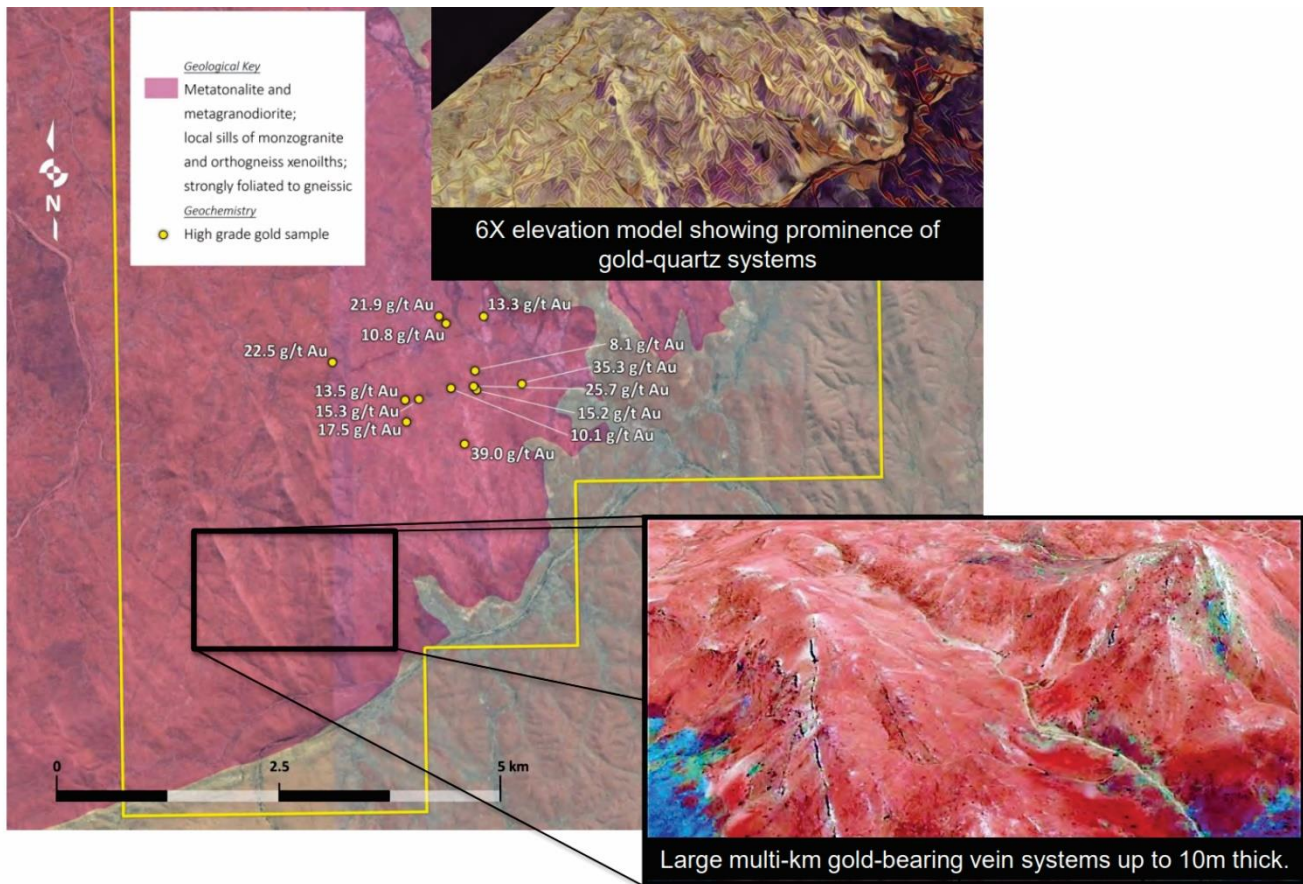 Geological Key
Metatonalite and
metagranodiorite;
local sills of monzogranite
and orthogneiss xenoilths;
strongly foliated to gneissic
Geochemistry
High grade gold sample
N
6X elevation model showing prominence of
gold-quartz systems
21.9 g/t Au
13.3 g/t Au
10.8 g/t Au
8.1 g/t Au
22.5 g/t Au
35.3 g/t Au
13.5 g/t Au
25.7 g/t Au
15.3 g/t Au
15.2 g/t Au
17.5 g/t Au
10.1 g/t Au
39.0 g/t Au
0 2.5 5 km
Large multi-km gold-bearing vein systems up to 10m thick.